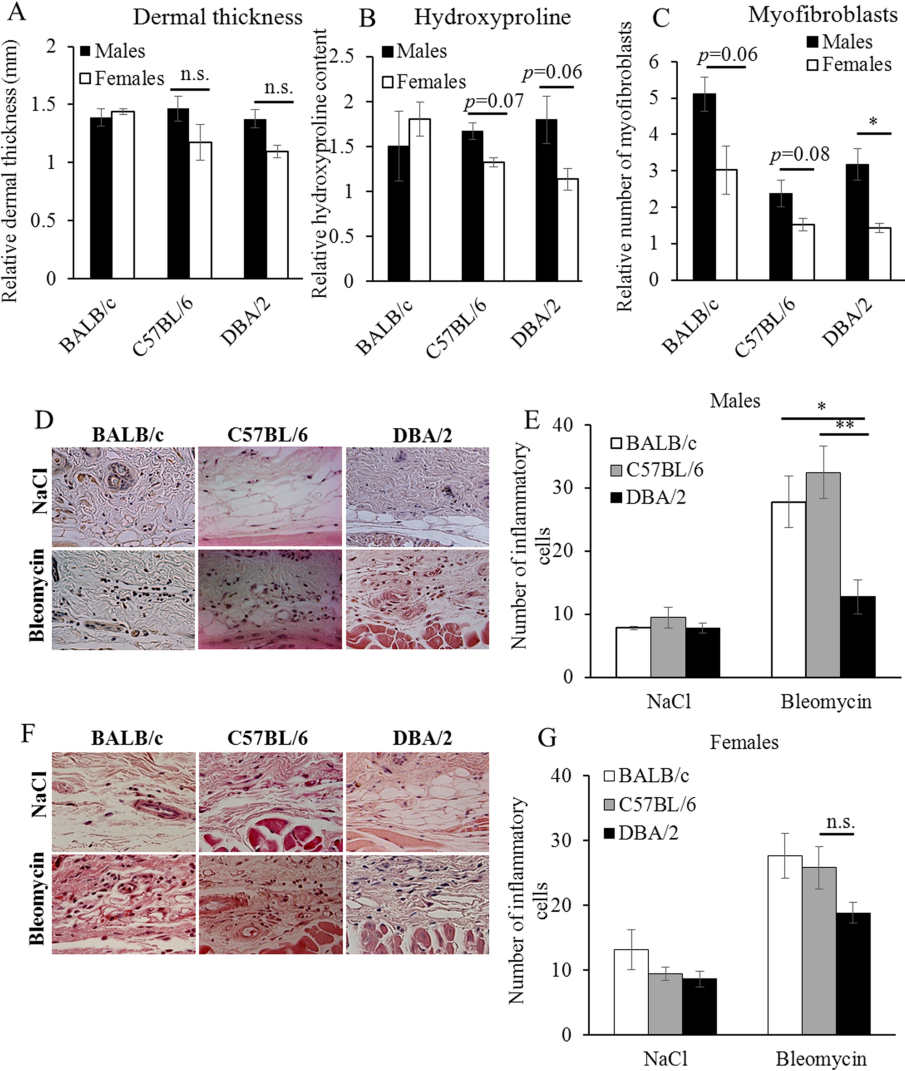 A
Dermal thickness
Relative dermal thickness (mm)
2
1.5
1
0.5
0
Males
Females
n.s.
n.s.
BALB/c
C57BL/6
DBA/2
B
Hydroxyproline
Relative hydroxyproline content
2.5
2
1.5
1
0.5
0
Males
Females
p=0.07
p=0.06
BALB/c
C57BL/6
DBA/2
C
Myofibroblasts
Relative number of myofibroblasts
6
5
4
3
2
1
0
Males
Females
p=0.06
p=0.08
*
BALB/c
C57BL/6
DBA/2
D
BALB/c
C57BL/6
DBA/2
NaCl
Bleomycin
E
Males
Number of inflammatory
cells
40
30
20
10
0
BALB/c
C57BL/6
DBA/2
*
**
NaCl
Bleomycin
F
BALB/c
C57BL/6
DBA/2
NaCl
Bleomycin
G
Females
Number of inflammatory
cells
40
30
20
10
0
BALB/c
C57BL/6
DBA/2
n.s.
NaCl
Bleomycin